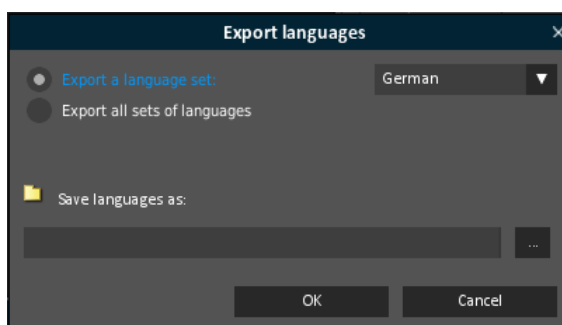 Export languages
Export a language set: German
Export all sets of languages
Save languages as:
...
OK Cancel